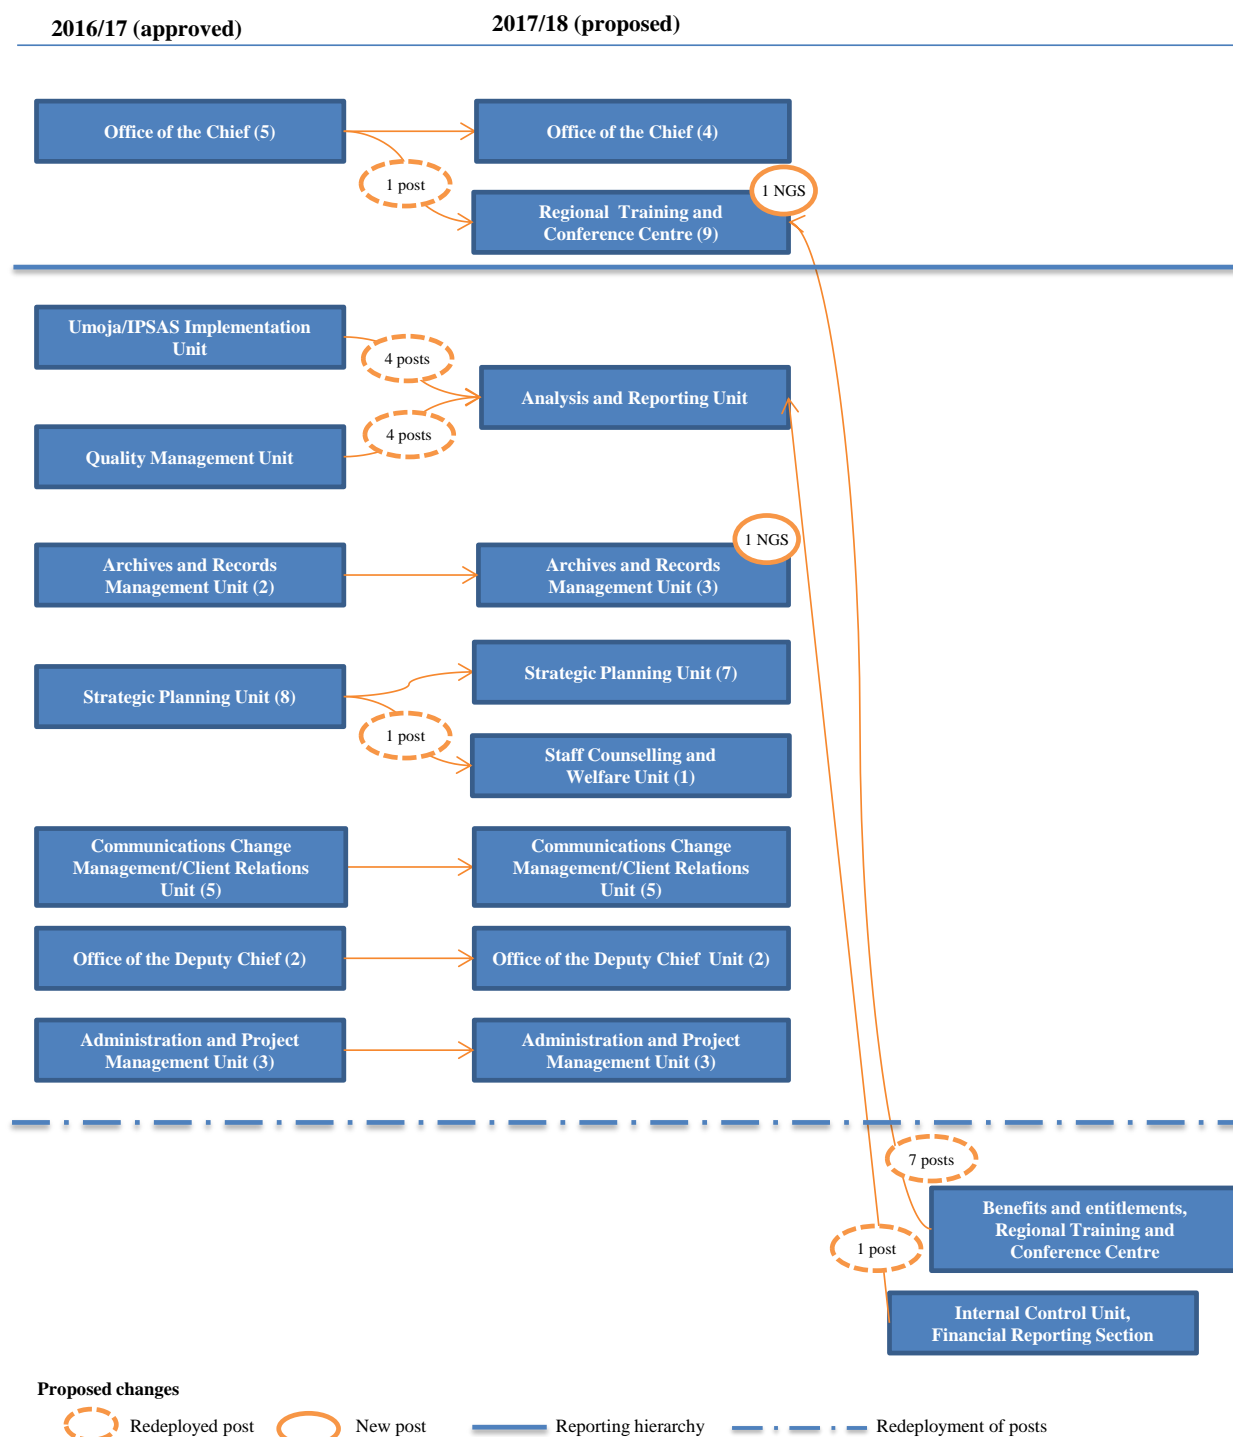 2016/17 (approved)
2017/18 (proposed)
Office of the Chief (5)
Office of the Chief (4)
1 post
1 NGS
Regional Training and
Conference Centre (9)
Umoja/IPSAS Implementation
Unit
4 posts
Analysis and Reporting Unit
4 posts
Quality Management Unit
1 NGS
Archives and Records
Management Unit (2)
Archives and Records
Management Unit (3)
Strategic Planning Unit (8)
Strategic Planning Unit (7)
1 post
Staff Counselling and
Welfare Unit (1)
Communications Change
Management/Client Relations
Unit (5)
Communications Change
Management/Client Relations
Unit (5)
Office of the Deputy Chief (2)
Office of the Deputy Chief Unit (2)
Administration and Project
Management Unit (3)
Administration and Project
Management Unit (3)
7 posts
Benefits and entitlements,
Regional Training and
Conference Centre
1 post
Internal Control Unit,
Financial Reporting Section
Proposed changes
Redeployed post
New post
Reporting hierarchy
Redeployment of posts